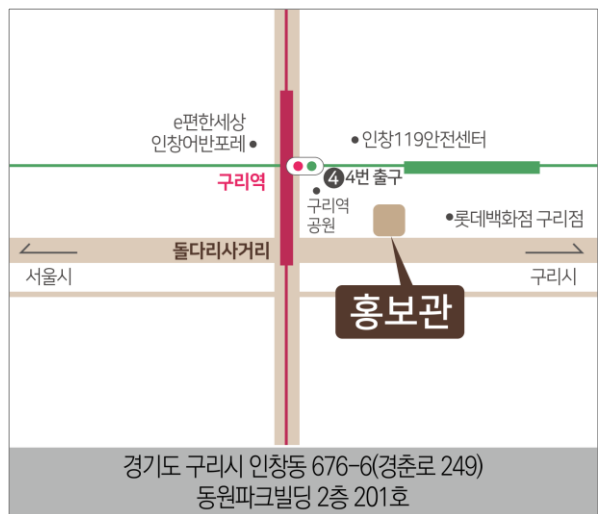 e편한세상
인창어반포레
인창119안전센터
구리역
4 4번 출구
구리역
공원
롯데백화점 구리점
돌다리사거리
서울시
구리시
홍보관
경기도 구리시 인창동 676-6(경춘로 249)
동원파크빌딩 2층 201호